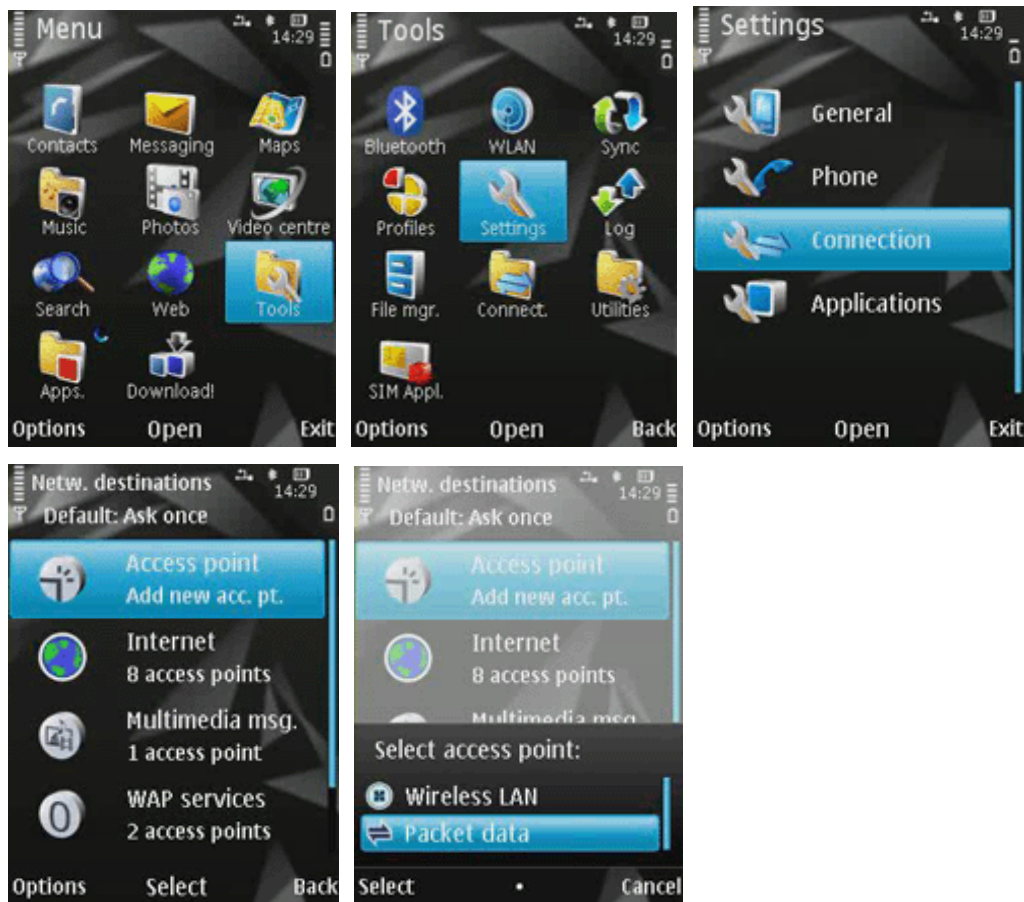 Menu
14:29
Contacts
Messaging
Maps
Music
Photos
Video centre
Search
Web
Tools
Apps.
Download!
Options
Open
Exit
Tools
14:29
Bluetooth
WLAN
Sync
Profiles
Settings
Log
File mgr.
Connect.
Utilities
SIM Appl.
Options
Open
Back
Settings
14:29
General
Phone
Connection
Applications
Options
Open
Exit
Netw. destinations
14:29
Default: Ask once
Access point
Add new acc. pt.
Internet
8 access points
Multimedia msg.
1 access point
WAP services
2 access points
Options
Select
Back
Netw. destinations
14:29
Default: Ask once
Access point
Add new acc. pt.
Internet
8 access points
Multimedia msg
Select access point:
Wireless LAN
Packet data
Select
Cancel